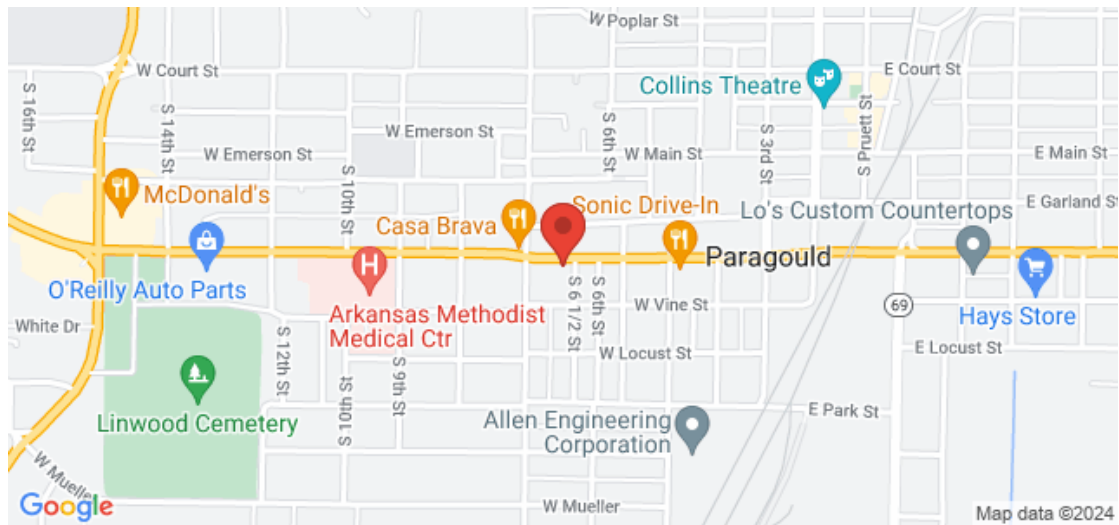 W Poplar St
W Court St
E Court St
Collins Theatre
S 16th St
S 14th St
W Emerson St
S 6th St
S 3rd St
S Pruett St
W Emerson St
W Main St
E Main St
McDonald's
S 10th St
Casa Brava
Sonic Drive-In
E Garland St
Lo's Custom Countertops
Paragould
O'Reilly Auto Parts
H
Arkansas Methodist
Medical Ctr
S 6 1/2 St
S 6th St
W Vine St
69
Hays Store
White Dr
S 12th St
S 9th St
W Locust St
E Locust St
Linwood Cemetery
S 10th St
Allen Engineering
Corporation
E Park St
W Mueller
W Mueller
Google
Map data ©2024